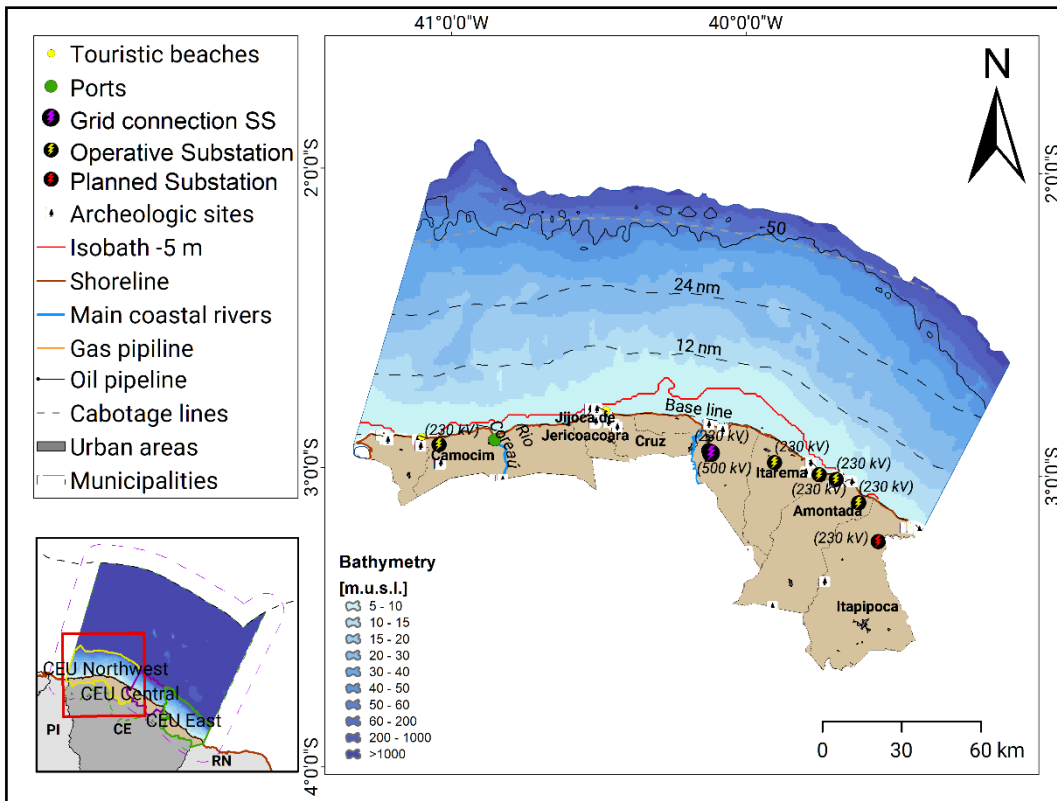 41°0'0"W
40°0'0"W
Touristic beaches
Ports
Grid connection SS
Operative Substation
Planned Substation
Archeologic sites
Isobath -5 m
Shoreline
Main coastal rivers
Gas pipiline
Oil pipeline
Cabotage lines
Urban areas
Municipalities
N
2°0'0"S
2°0'0"S
-50
24 nm
12 nm
Base line
Jijoca de
Jericoacoara
Cruz
(230 kV)
Camocim
Rio
Coreaú
(230 kV)
(500 kV)
(230 kV)
Itarema
(230 kV)
(230 kV)
(230 kV)
Amontada
(230 kV)
Itapipoca
3°0'0"S
3°0'0"S
Bathymetry
[m.u.s.l.]
5 - 10
10 - 15
15 - 20
20 - 30
30 - 40
40 - 50
50 - 60
60 - 200
200 - 1000
>1000
CEU Northwest
CEU Central
CEU East
PI
CE
RN
0 30 60 km
4°0'0"S